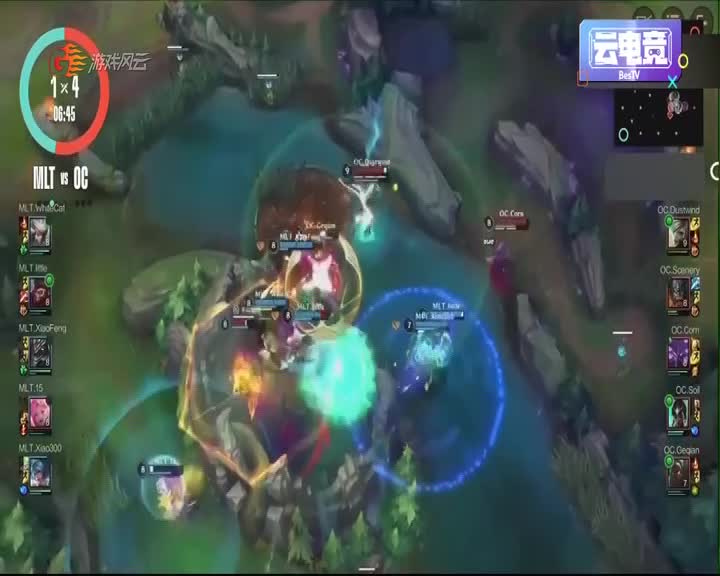 游戏风云
1×4
06:45
MLT VS OC
云电竞
BesTV
MLT.WhiteCat
MLT.little
MLT.XiaoFeng
MLT.15
MLT.Xiao300
OC.Dustwind
OC.Scenery
OC.Corn
OC.Soil
OC.Geqian
OC.Corn